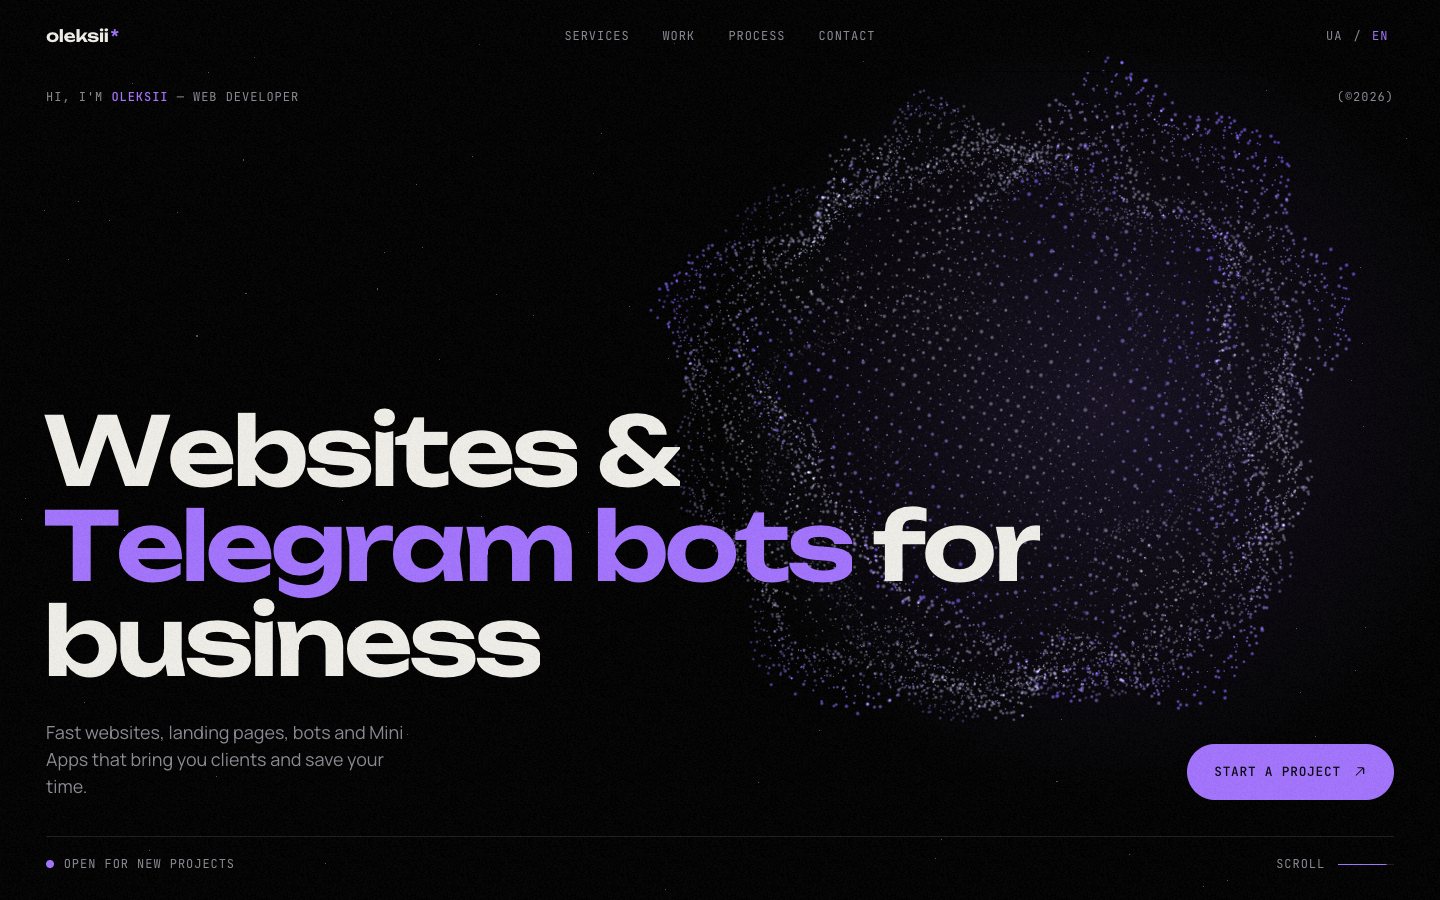 oleksii*
SERVICES WORK PROCESS CONTACT
UA / EN
HI, I'M OLEKSII — WEB DEVELOPER
(©2026)
Websites &
Telegram bots for
business
Fast websites, landing pages, bots and Mini
Apps that bring you clients and save your
time.
START A PROJECT ↗
OPEN FOR NEW PROJECTS
SCROLL